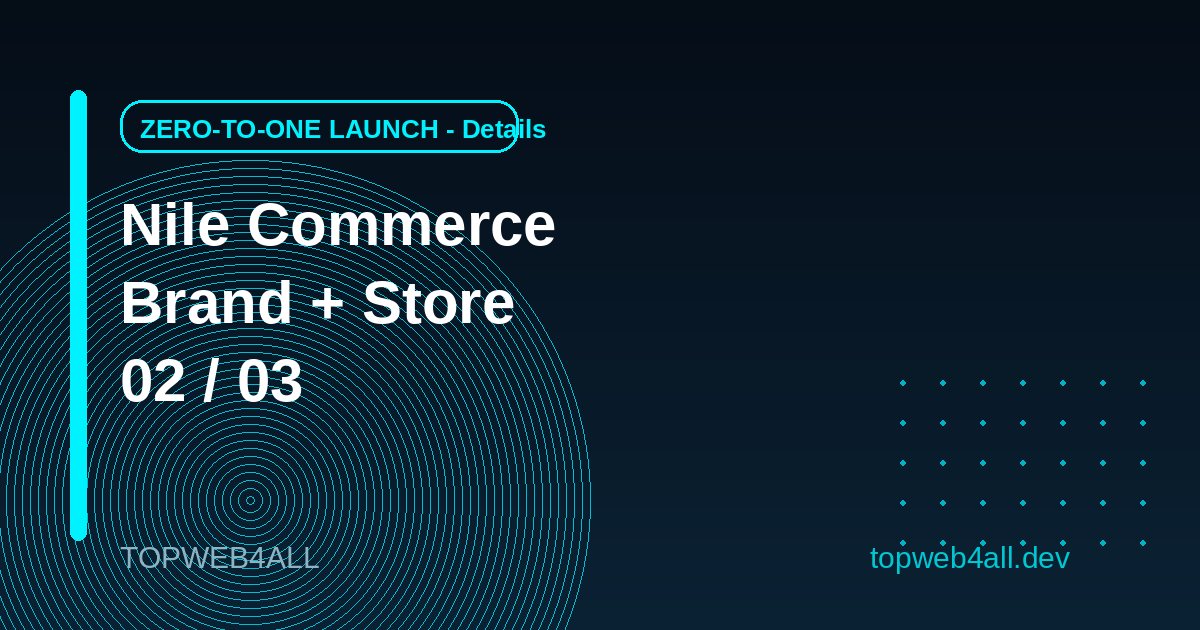 ZERO-TO-ONE LAUNCH - Details
Nile Commerce
Brand + Store
02 / 03
TOPWEB4ALL
topweb4all.dev